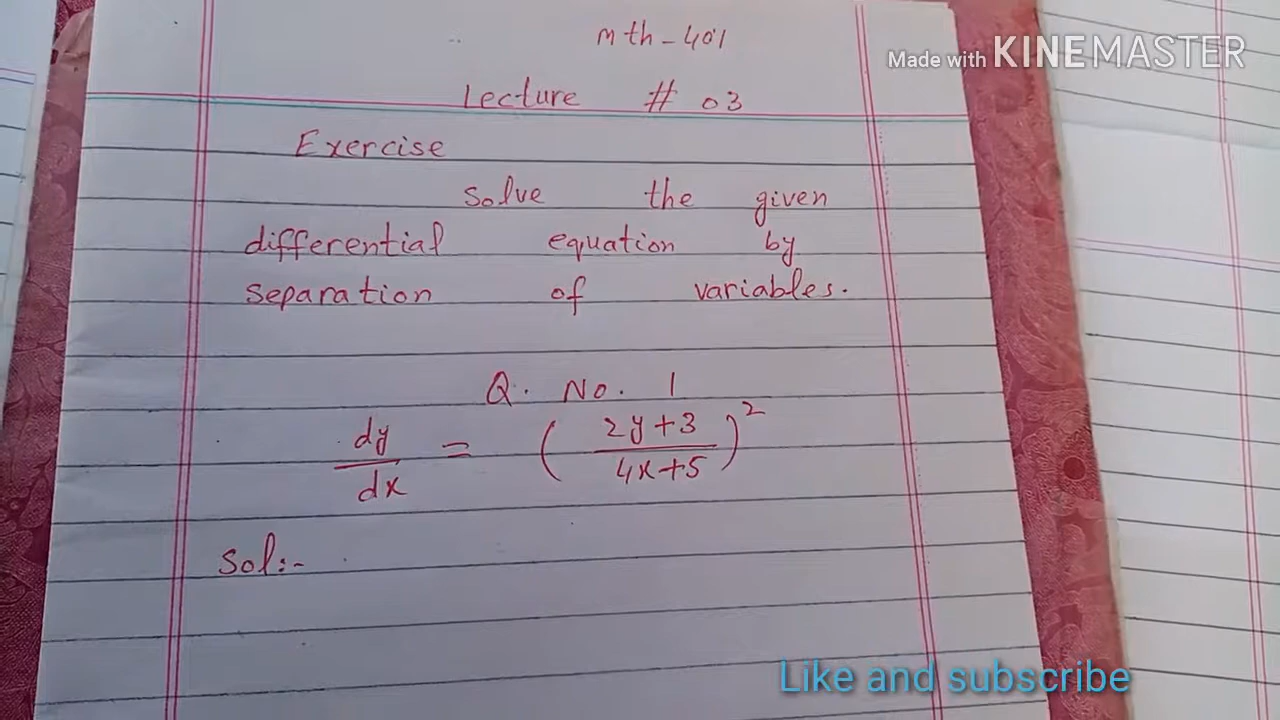 mth-401
Made with KINEMASTER
Lecture # 03
Exercise
Solve the given
differential equation by
separation of variables.
Q. No. 1
dy/dx = (2y+3/4x+5)²
Sol:-
Like and subscribe